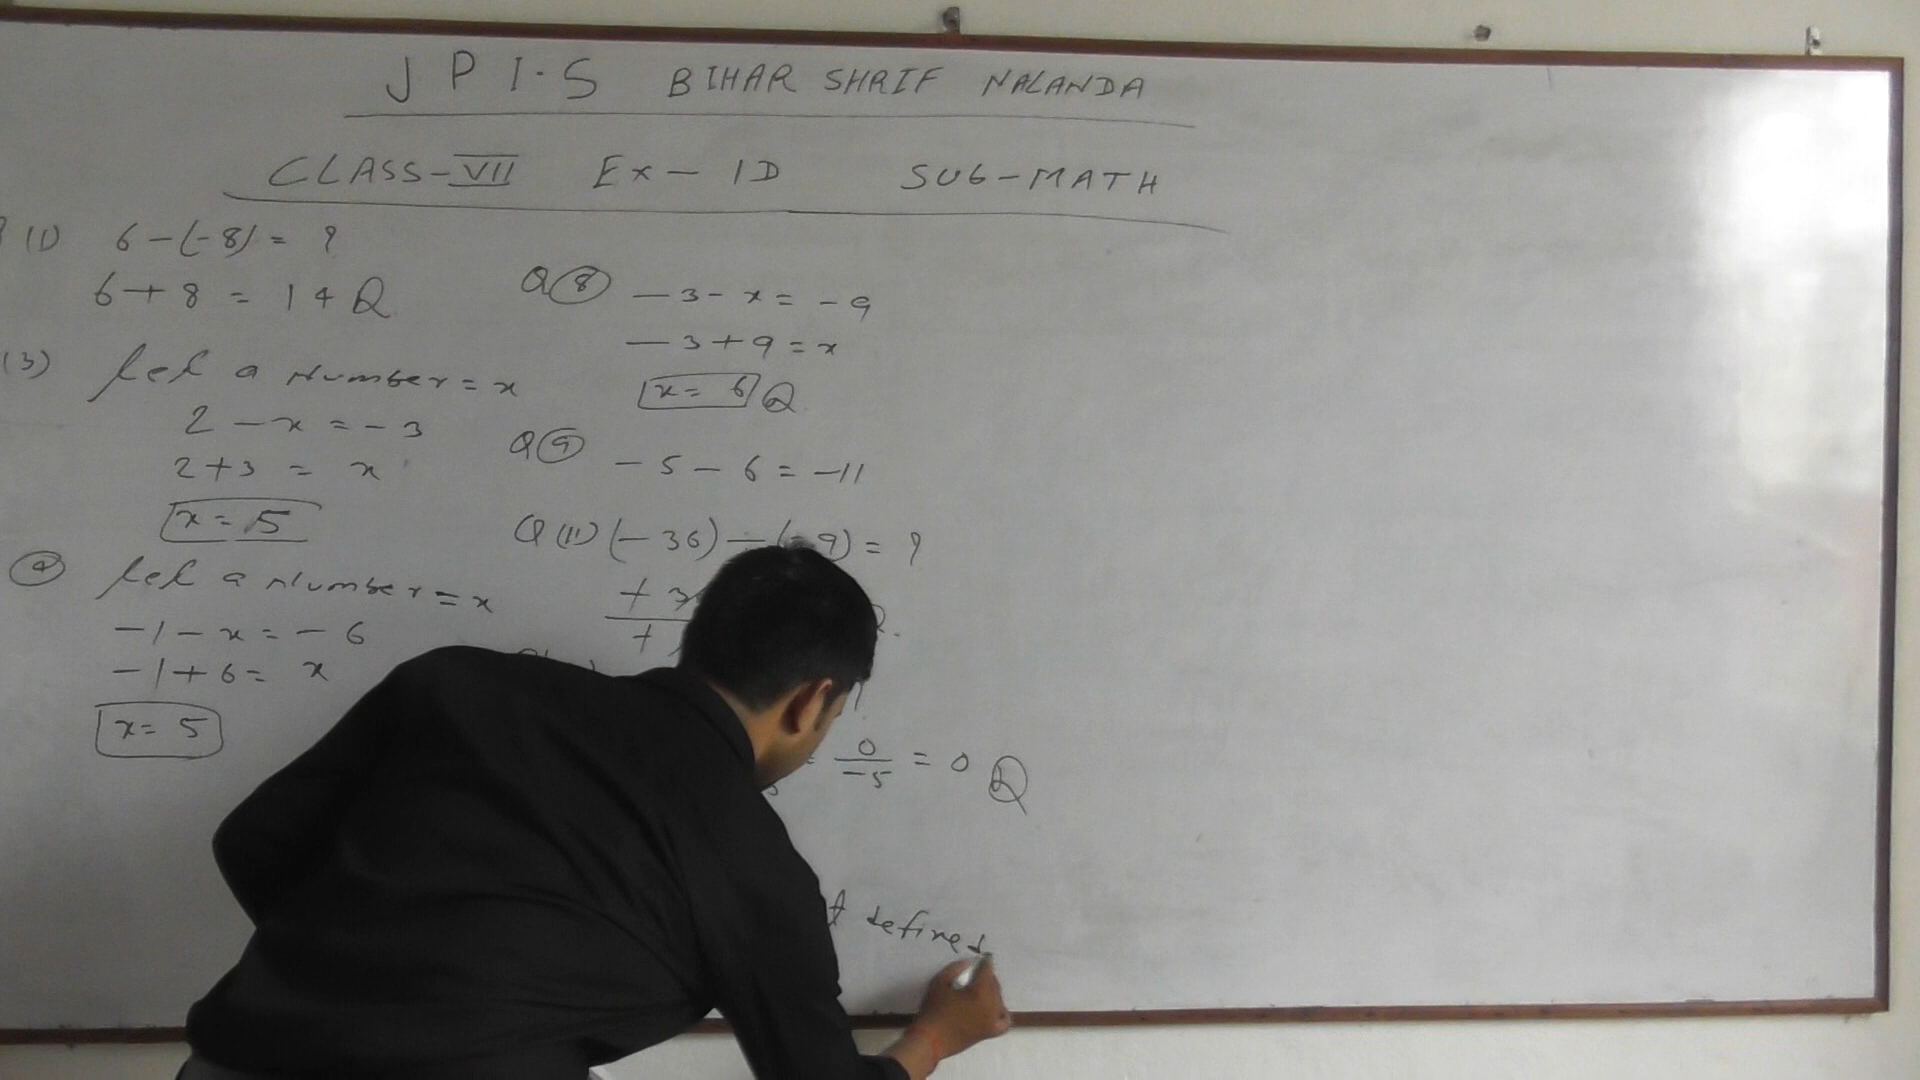 J P I.S BIHAR SHRIF NALANDA
CLASS-VII Ex-1D SUB-MATH
(1) 6-(-8) = ?
6+8 = 14
(3) Let a number = x
2 - x = -3
2+3 = x
x = 5
Let a number = x
-1 - x = -6
-1+6 = x
x = 5
Q (8) -3 - x = -9
-3+9 = x
x = 6
Q (9) -5 - 6 = -11
Q (11) (-36) ÷ (-9) = ?
= 0/-5 = 0
defined